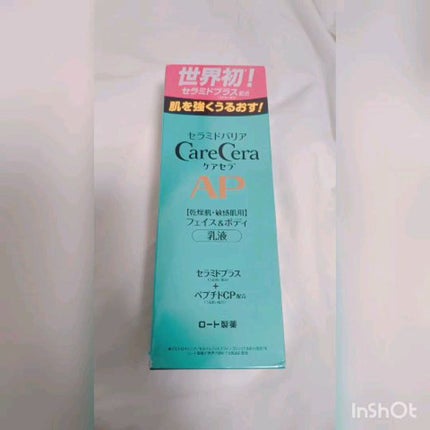 世界初!
セラミドプラス配合
肌を強くうるおす!
セラミドバリア
CareCera
ケアセラ
AP
【乾燥肌・敏感肌用】
フェイス&ボディ
乳液
セラミドプラス
+
ペプチドCP配合
ロート製薬
InShOt